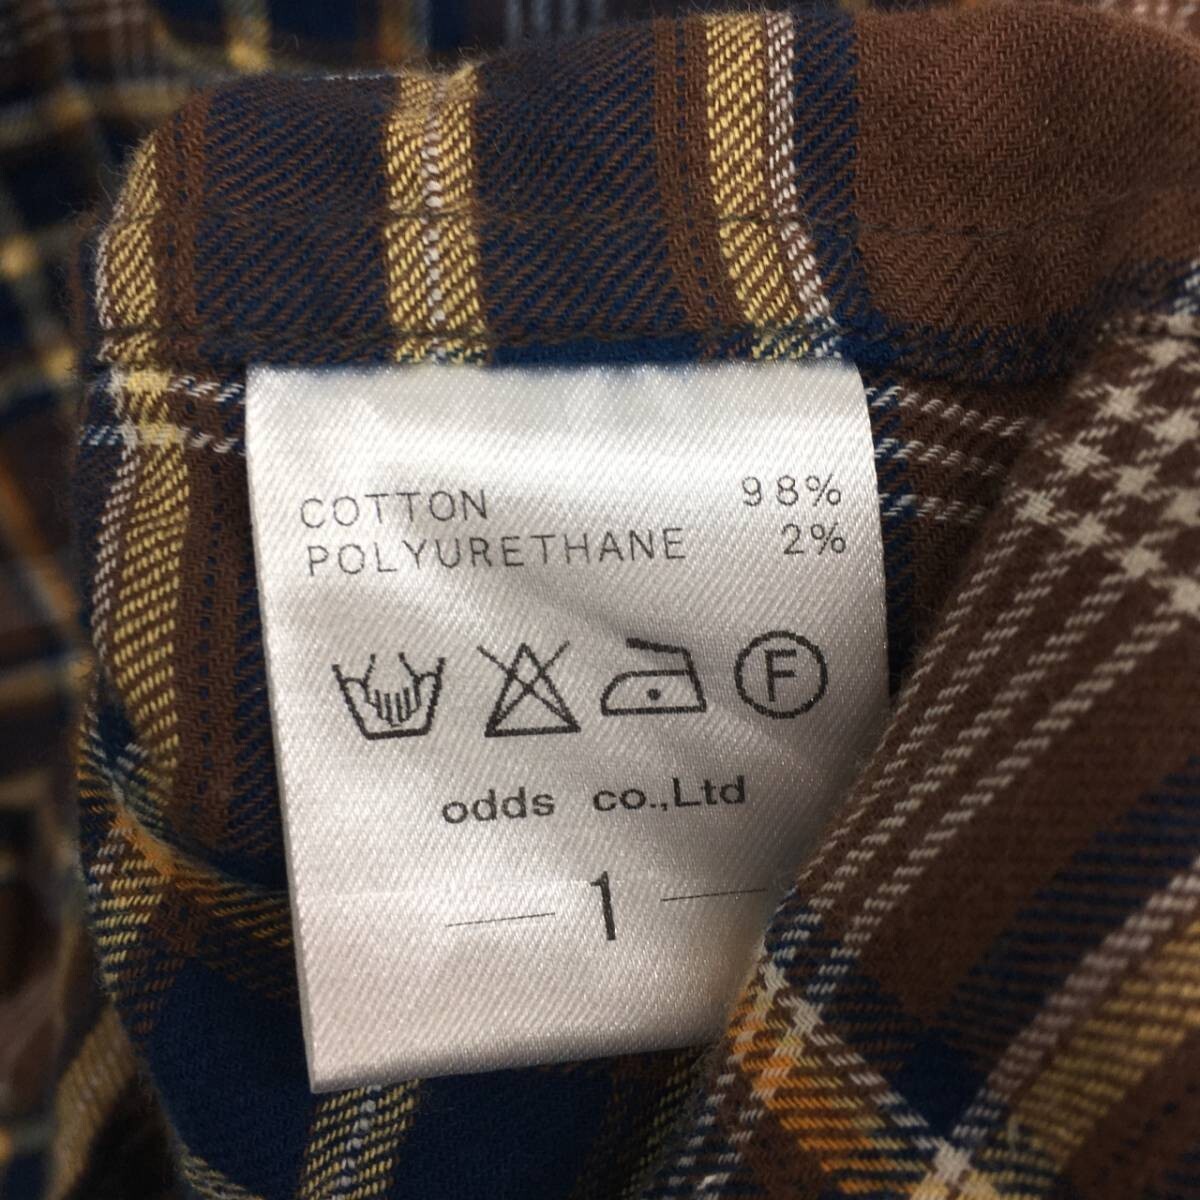 COTTON 98%
POLYURETHANE 2%
F
odds co.,Ltd
1